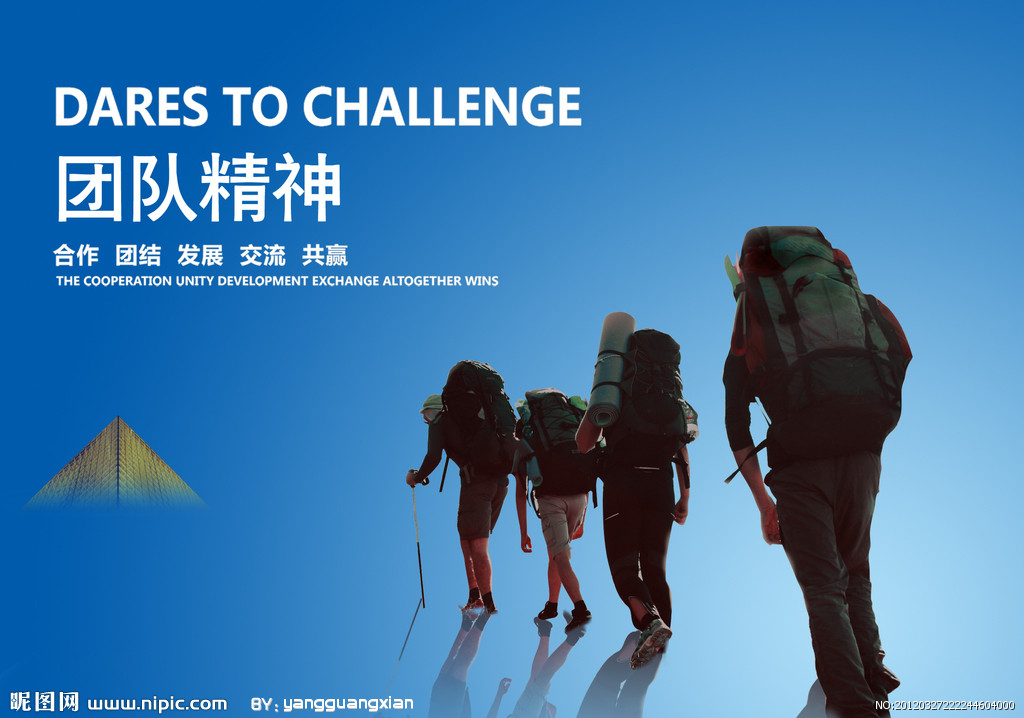 DARES TO CHALLENGE
团队精神
合作 团结 发展 交流 共赢
THE COOPERATION UNITY DEVELOPMENT EXCHANGE ALTOGETHER WINS
昵图网 www.nipic.com BY: yangguangxian NO:20120327222244604000